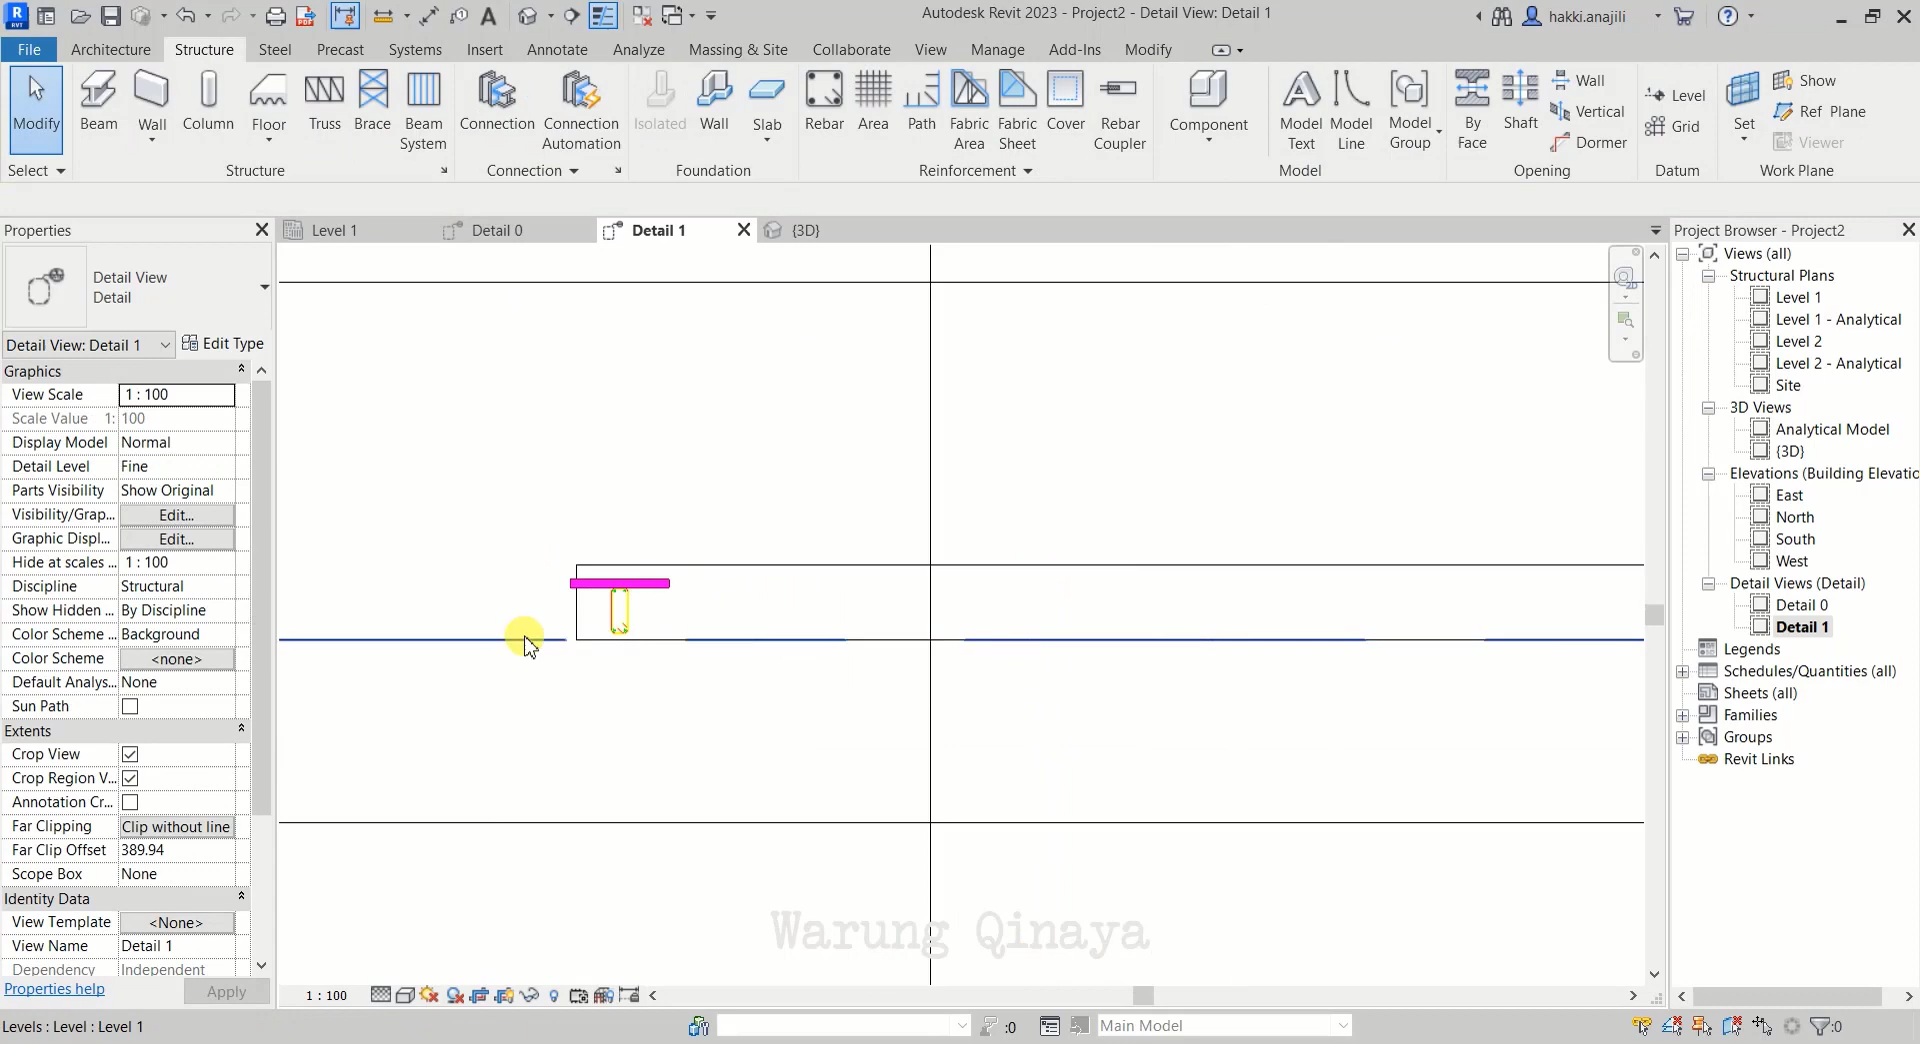 Autodesk Revit 2023 - Project2 - Detail View: Detail 1
hakki.anajili
File
Architecture
Structure
Steel
Precast
Systems
Insert
Annotate
Analyze
Massing & Site
Collaborate
View
Manage
Add-Ins
Modify
Modify
Beam
Wall
Column
Floor
Truss
Brace
Beam System
Connection
Connection Automation
Isolated
Wall
Slab
Rebar
Area
Path
Fabric Area
Fabric Sheet
Cover
Rebar Coupler
Component
Model Text
Model Line
Model Group
By Face
Shaft
Wall
Vertical
Dormer
Level
Grid
Set
Show
Ref Plane
Viewer
Select
Structure
Connection
Foundation
Reinforcement
Model
Opening
Datum
Work Plane
Properties
Level 1
Detail 0
Detail 1
{3D}
Project Browser - Project2
Detail View
Detail
Detail View: Detail 1
Edit Type
Graphics
View Scale 1 : 100
Scale Value 1: 100
Display Model Normal
Detail Level Fine
Parts Visibility Show Original
Visibility/Grap... Edit...
Graphic Displ... Edit...
Hide at scales ... 1 : 100
Discipline Structural
Show Hidden ... By Discipline
Color Scheme ... Background
Color Scheme <none>
Default Analys... None
Sun Path
Extents
Crop View
Crop Region V...
Annotation Cr...
Far Clipping Clip without line
Far Clip Offset 389.94
Scope Box None
Identity Data
View Template <None>
View Name Detail 1
Dependency Independent
Properties help
Apply
Views (all)
Structural Plans
Level 1
Level 1 - Analytical
Level 2
Level 2 - Analytical
Site
3D Views
Analytical Model
{3D}
Elevations (Building Elevatio
East
North
South
West
Detail Views (Detail)
Detail 0
Detail 1
Legends
Schedules/Quantities (all)
Sheets (all)
Families
Groups
Revit Links
Warung Qinaya
1 : 100
Levels : Level : Level 1
:0
Main Model
:0